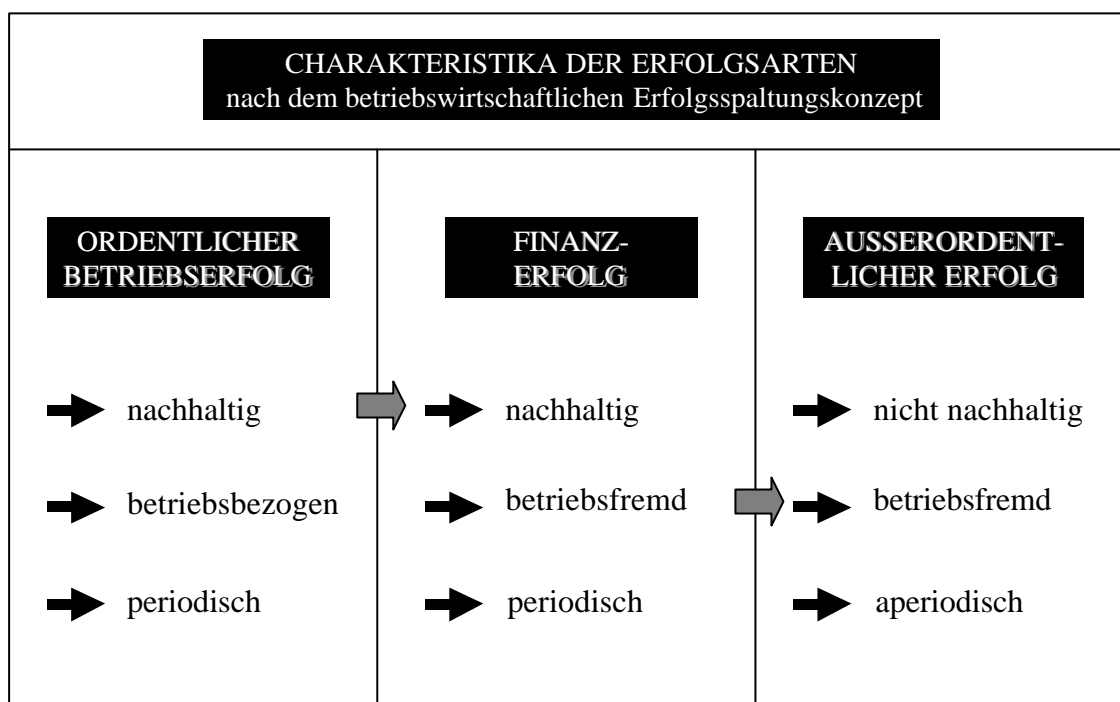 CHARAKTERISTIKA DER ERFOLGSARTEN
nach dem betriebswirtschaftlichen Erfolgsspaltungskonzept
ORDENTLICHER
BETRIEBSERFOLG
nachhaltig
betriebsbezogen
periodisch
FINANZ-
ERFOLG
nachhaltig
betriebsfremd
periodisch
AUSSERORDENT-
LICHER ERFOLG
nicht nachhaltig
betriebsfremd
aperiodisch